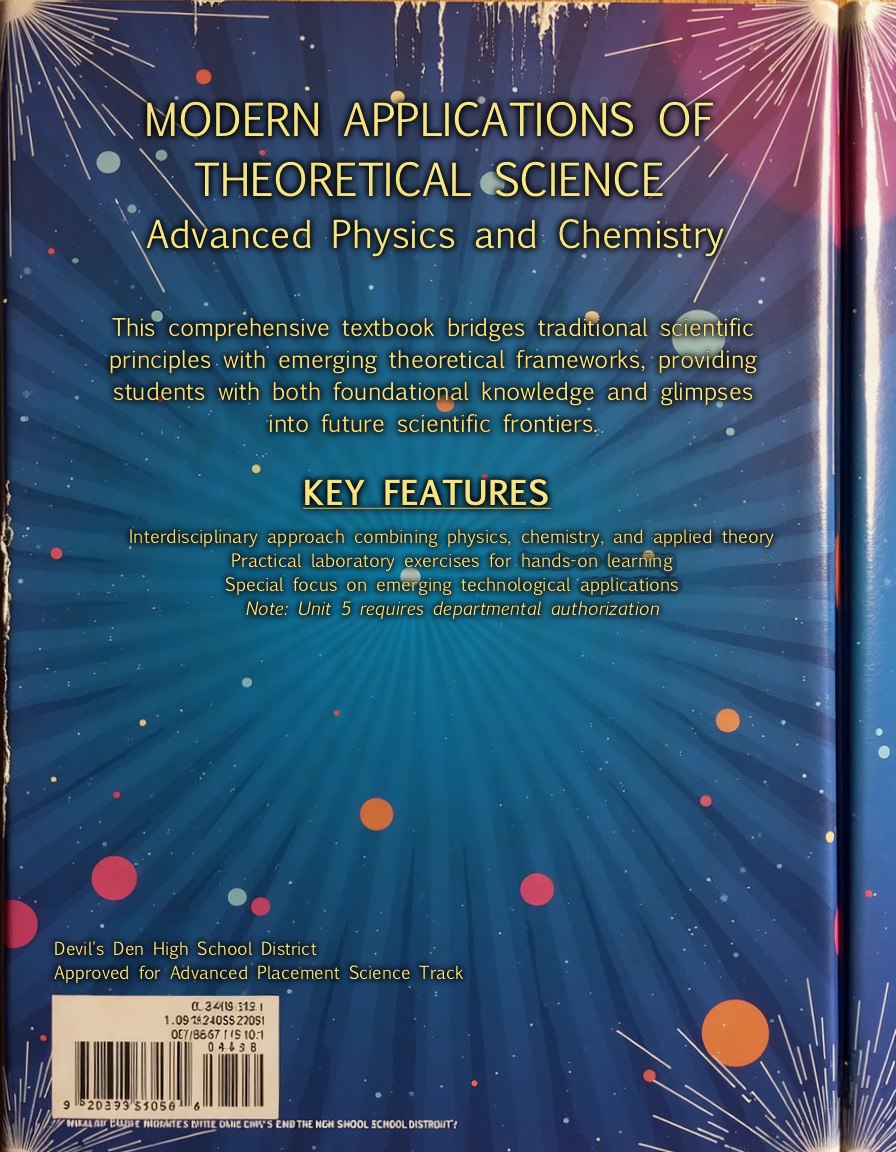 MODERN APPLICATIONS OF
THEORETICAL SCIENCE
Advanced Physics and Chemistry
This comprehensive textbook bridges traditional scientific
principles with emerging theoretical frameworks, providing
students with both foundational knowledge and glimpses
into future scientific frontiers.
KEY FEATURES
Interdisciplinary approach combining physics, chemistry, and applied theory
Practical laboratory exercises for hands-on learning
Special focus on emerging technological applications
Note: Unit 5 requires departmental authorization
Devil's Den High School District
Approved for Advanced Placement Science Track